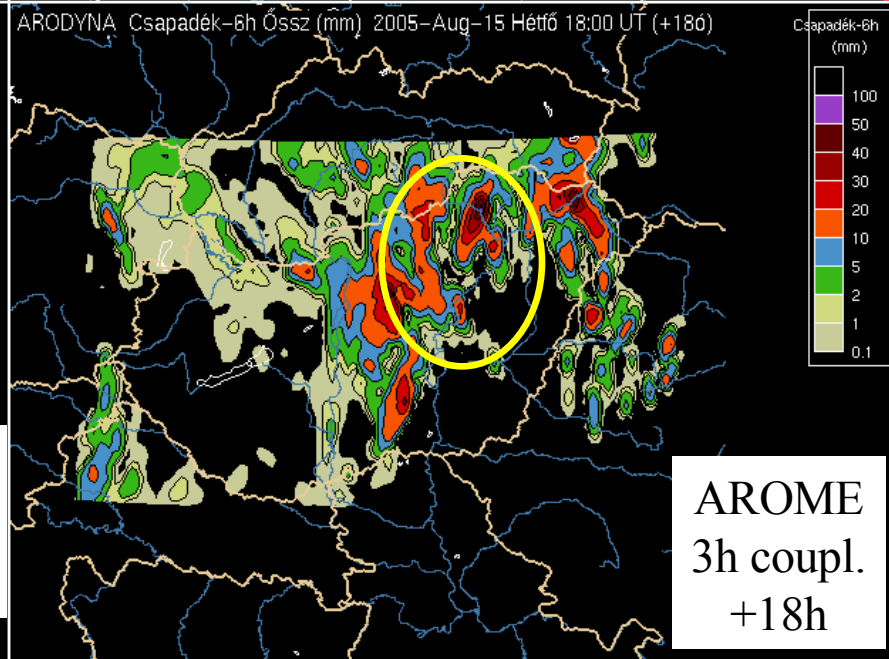 ARODYNA Csapadék-6h Össz (mm) 2005-Aug-15 Hétfő 18:00 UT (+18ó)
Csapadék-6h
(mm)
100
50
40
30
20
10
5
2
1
0.1
AROME
3h coupl.
+18h